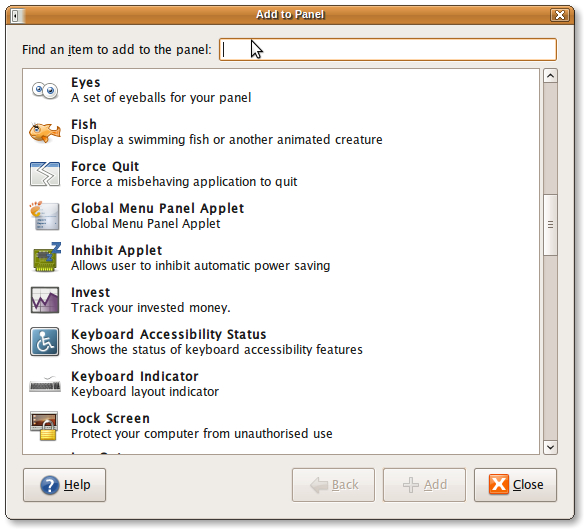 Add to Panel
Find an item to add to the panel:
Eyes
A set of eyeballs for your panel
Fish
Display a swimming fish or another animated creature
Force Quit
Force a misbehaving application to quit
Global Menu Panel Applet
Global Menu Panel Applet
Inhibit Applet
Allows user to inhibit automatic power saving
Invest
Track your invested money.
Keyboard Accessibility Status
Shows the status of keyboard accessibility features
Keyboard Indicator
Keyboard layout indicator
Lock Screen
Protect your computer from unauthorised use
Help
Back
Add
Close